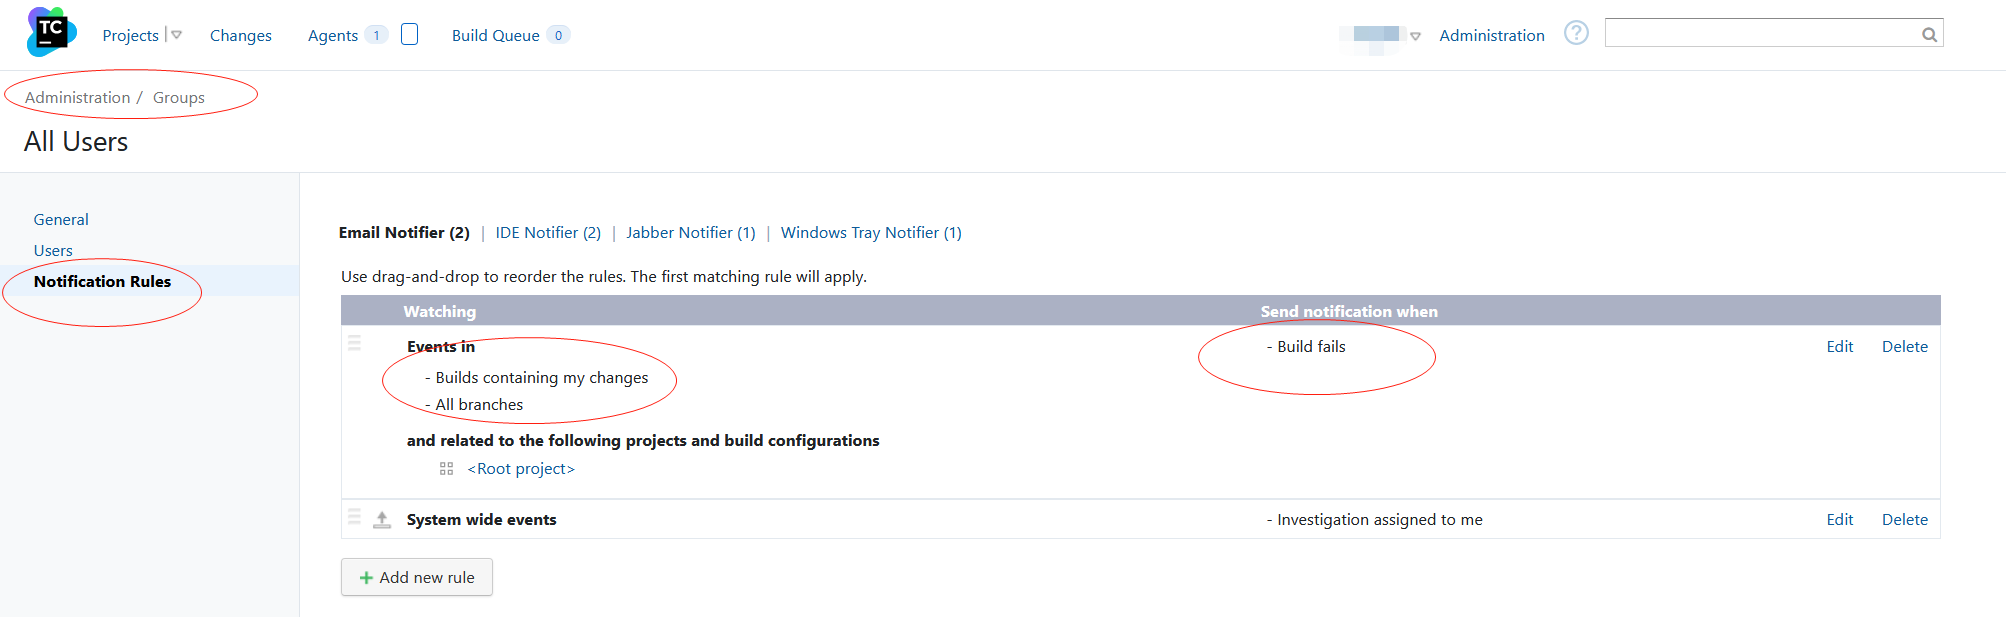 TC Projects Changes Agents 1 Build Queue 0 Administration ?
Administration / Groups
All Users
General
Users
Notification Rules
Email Notifier (2) | IDE Notifier (2) | Jabber Notifier (1) | Windows Tray Notifier (1)
Use drag-and-drop to reorder the rules. The first matching rule will apply.
Watching Send notification when
Events in - Build fails Edit Delete
- Builds containing my changes
- All branches
and related to the following projects and build configurations
<Root project>
System wide events - Investigation assigned to me Edit Delete
+ Add new rule